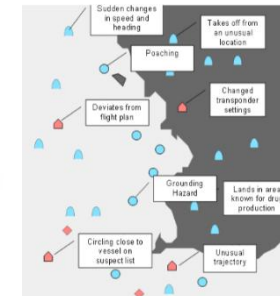 Sudden changes
in speed and
heading
Takes off from
an unusual
location
Poaching
Changed
transponder
settings
Deviates from
flight plan
Grounding
Hazard
Lands in area
known for drug
production
Circling close to
vessel on
suspect list
Unusual
trajectory